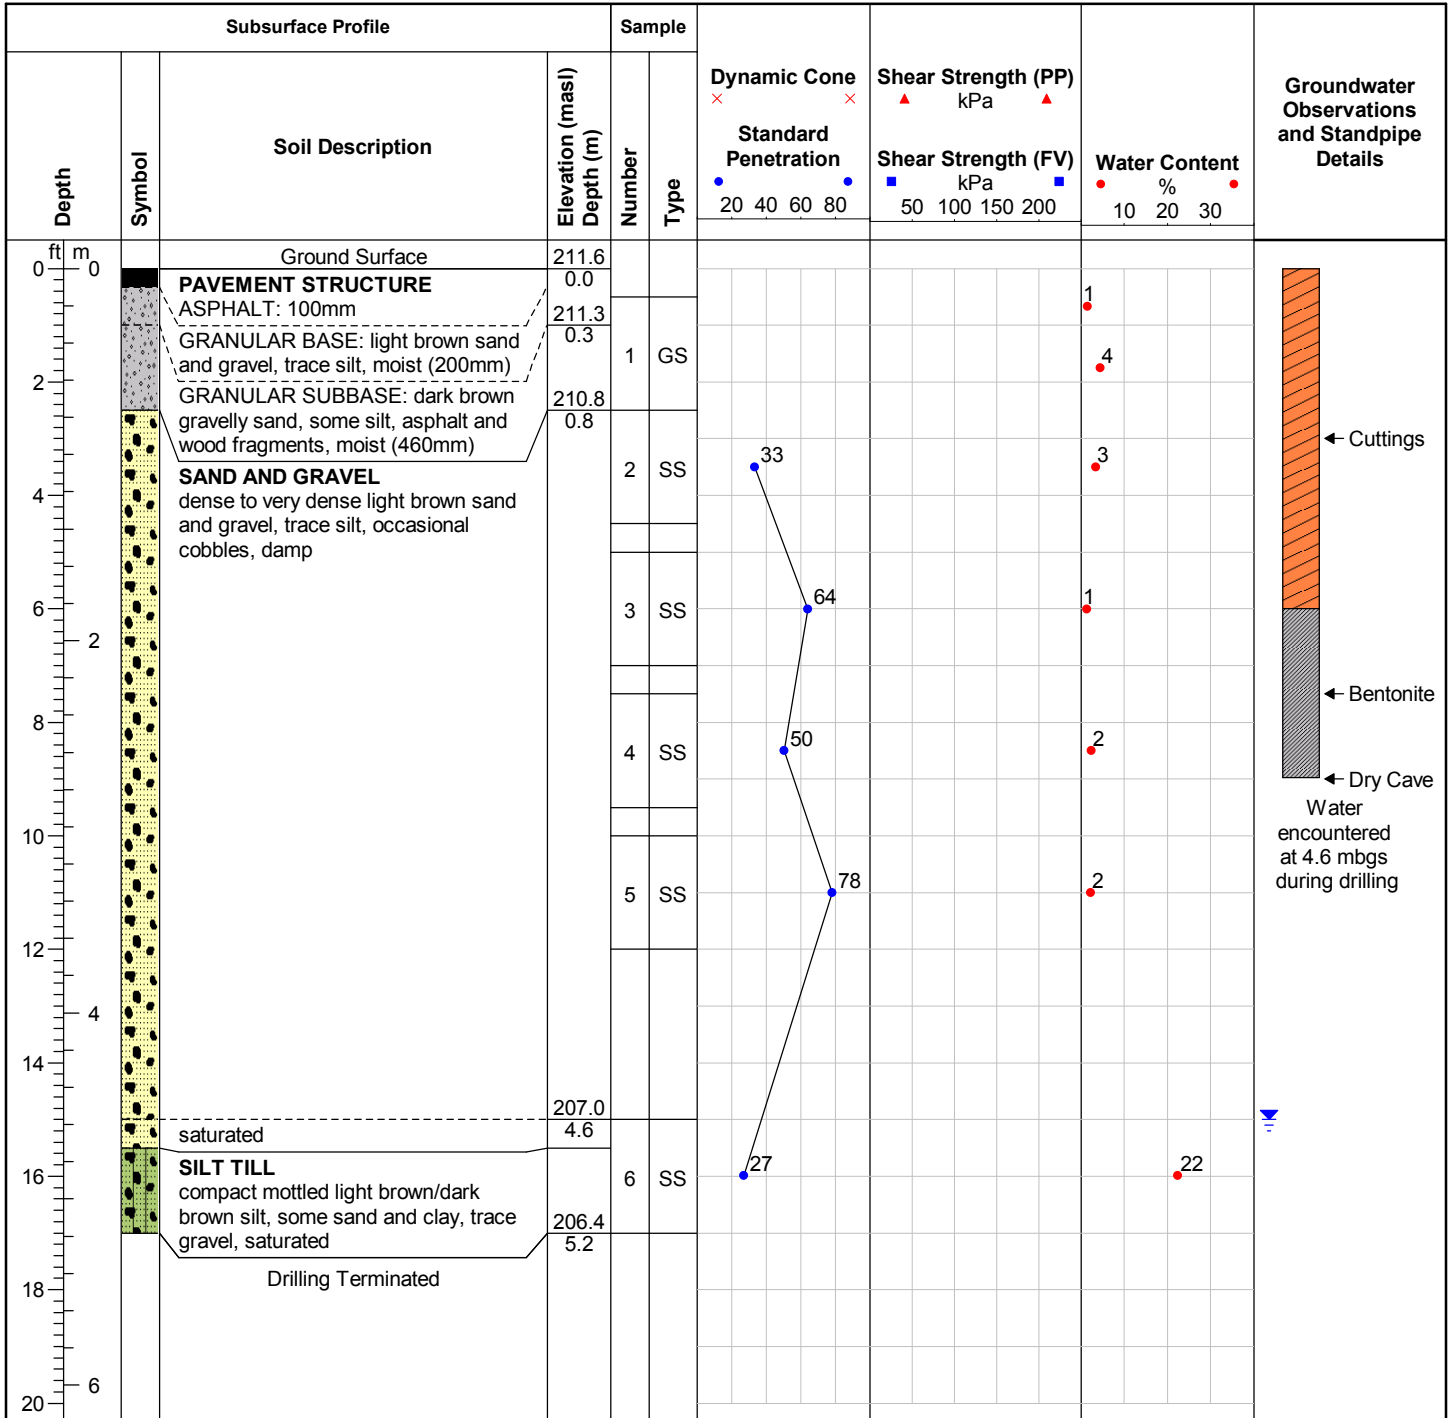 Subsurface Profile
Sample
Depth
Symbol
Soil Description
Elevation (masl)
Depth (m)
Number
Type
Dynamic Cone
Standard
Penetration
20 40 60 80
Shear Strength (PP)
kPa
Shear Strength (FV)
kPa
50 100 150 200
Water Content
%
10 20 30
Groundwater
Observations
and Standpipe
Details
ft m
0 0
2
4
6
2
8
10
12
4
14
16
18
6
20
Ground Surface
211.6
0.0
PAVEMENT STRUCTURE
ASPHALT: 100mm
211.3
0.3
GRANULAR BASE: light brown sand
and gravel, trace silt, moist (200mm)
GRANULAR SUBBASE: dark brown
gravelly sand, some silt, asphalt and
wood fragments, moist (460mm)
210.8
0.8
SAND AND GRAVEL
dense to very dense light brown sand
and gravel, trace silt, occasional
cobbles, damp
207.0
4.6
saturated
SILT TILL
compact mottled light brown/dark
brown silt, some sand and clay, trace
gravel, saturated
206.4
5.2
Drilling Terminated
1 GS
2 SS
3 SS
4 SS
5 SS
6 SS
33
64
50
78
27
1
4
3
1
2
2
22
Cuttings
Bentonite
Dry Cave
Water
encountered
at 4.6 mbgs
during drilling